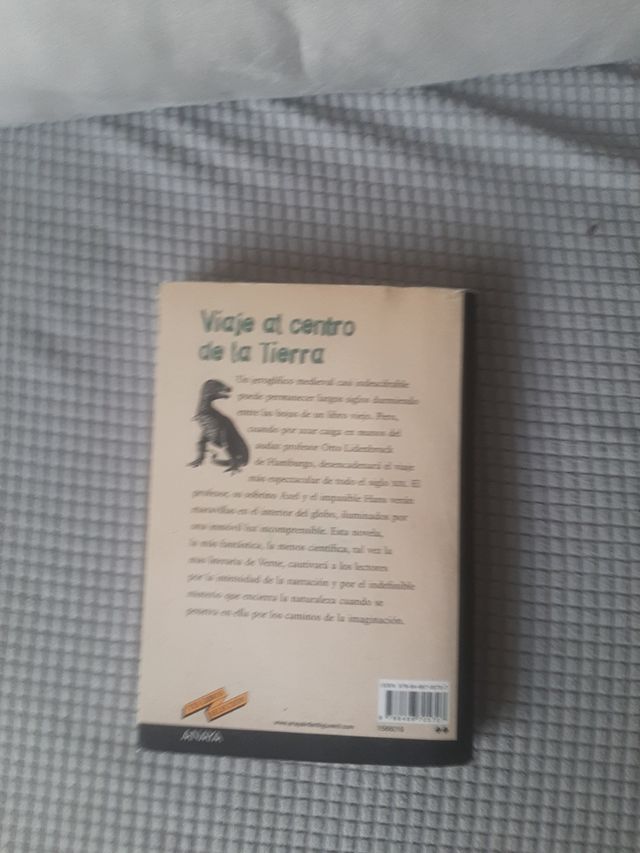 Viaje al centro
de la Tierra
Un jeroglífico medieval casi indescifrable
puede permanecer largos siglos durmiendo
entre las hojas de un libro viejo. Pero,
cuando por azar caiga en manos del
audaz profesor Otto Lidenbrock
de Hamburgo, desencadenará el viaje
más espectacular de todo el siglo XIX. El
profesor, su sobrino Axel y el impasible Hans verán
maravillas en el interior del globo, iluminados por
una inmóvil luz incomprensible. Esta novela,
la más fantástica, la menos científica, tal vez la
más literaria de Verne, cautivará a los lectores
por la intensidad de la narración y por el indefinible
misterio que encierra la naturaleza cuando se
penetra en ella por los caminos de la imaginación.
www.anayainfantilyjuvenil.com
ANAYA